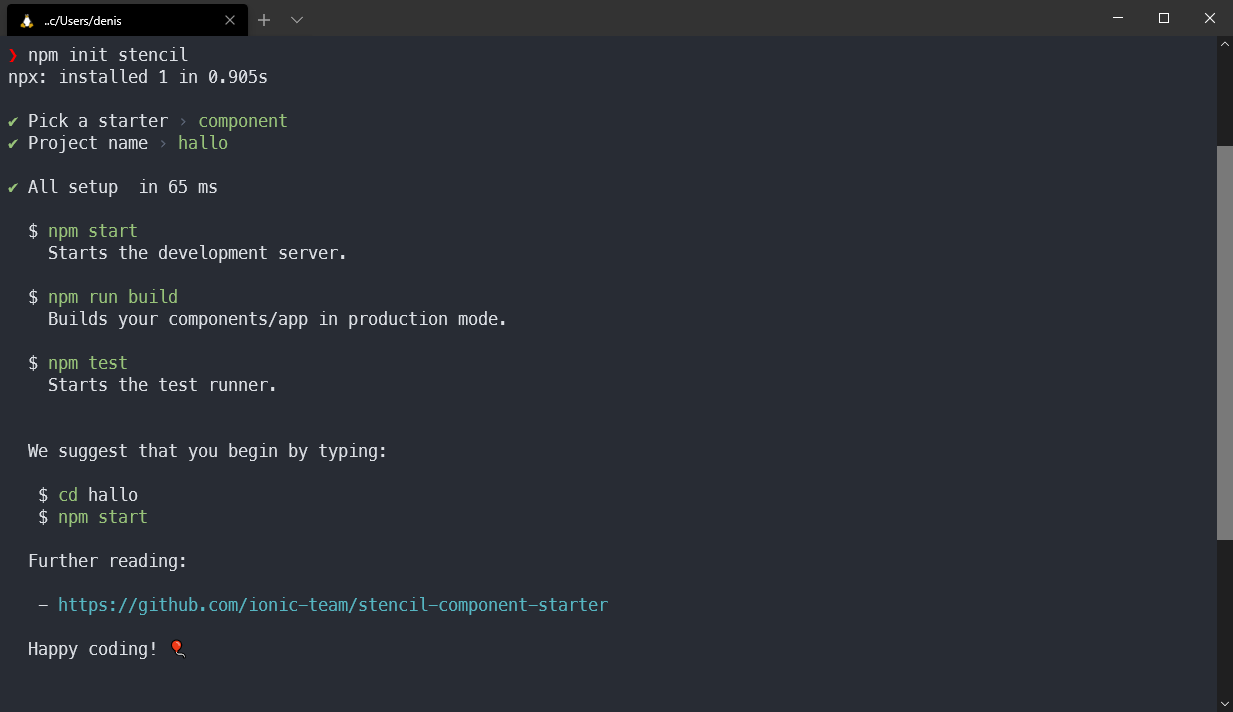 ..c/Users/denis
❯ npm init stencil
npx: installed 1 in 0.905s
✔ Pick a starter › component
✔ Project name › hallo
✔ All setup  in 65 ms
$ npm start
Starts the development server.
$ npm run build
Builds your components/app in production mode.
$ npm test
Starts the test runner.
We suggest that you begin by typing:
$ cd hallo
$ npm start
Further reading:
- https://github.com/ionic-team/stencil-component-starter
Happy coding! 🎈